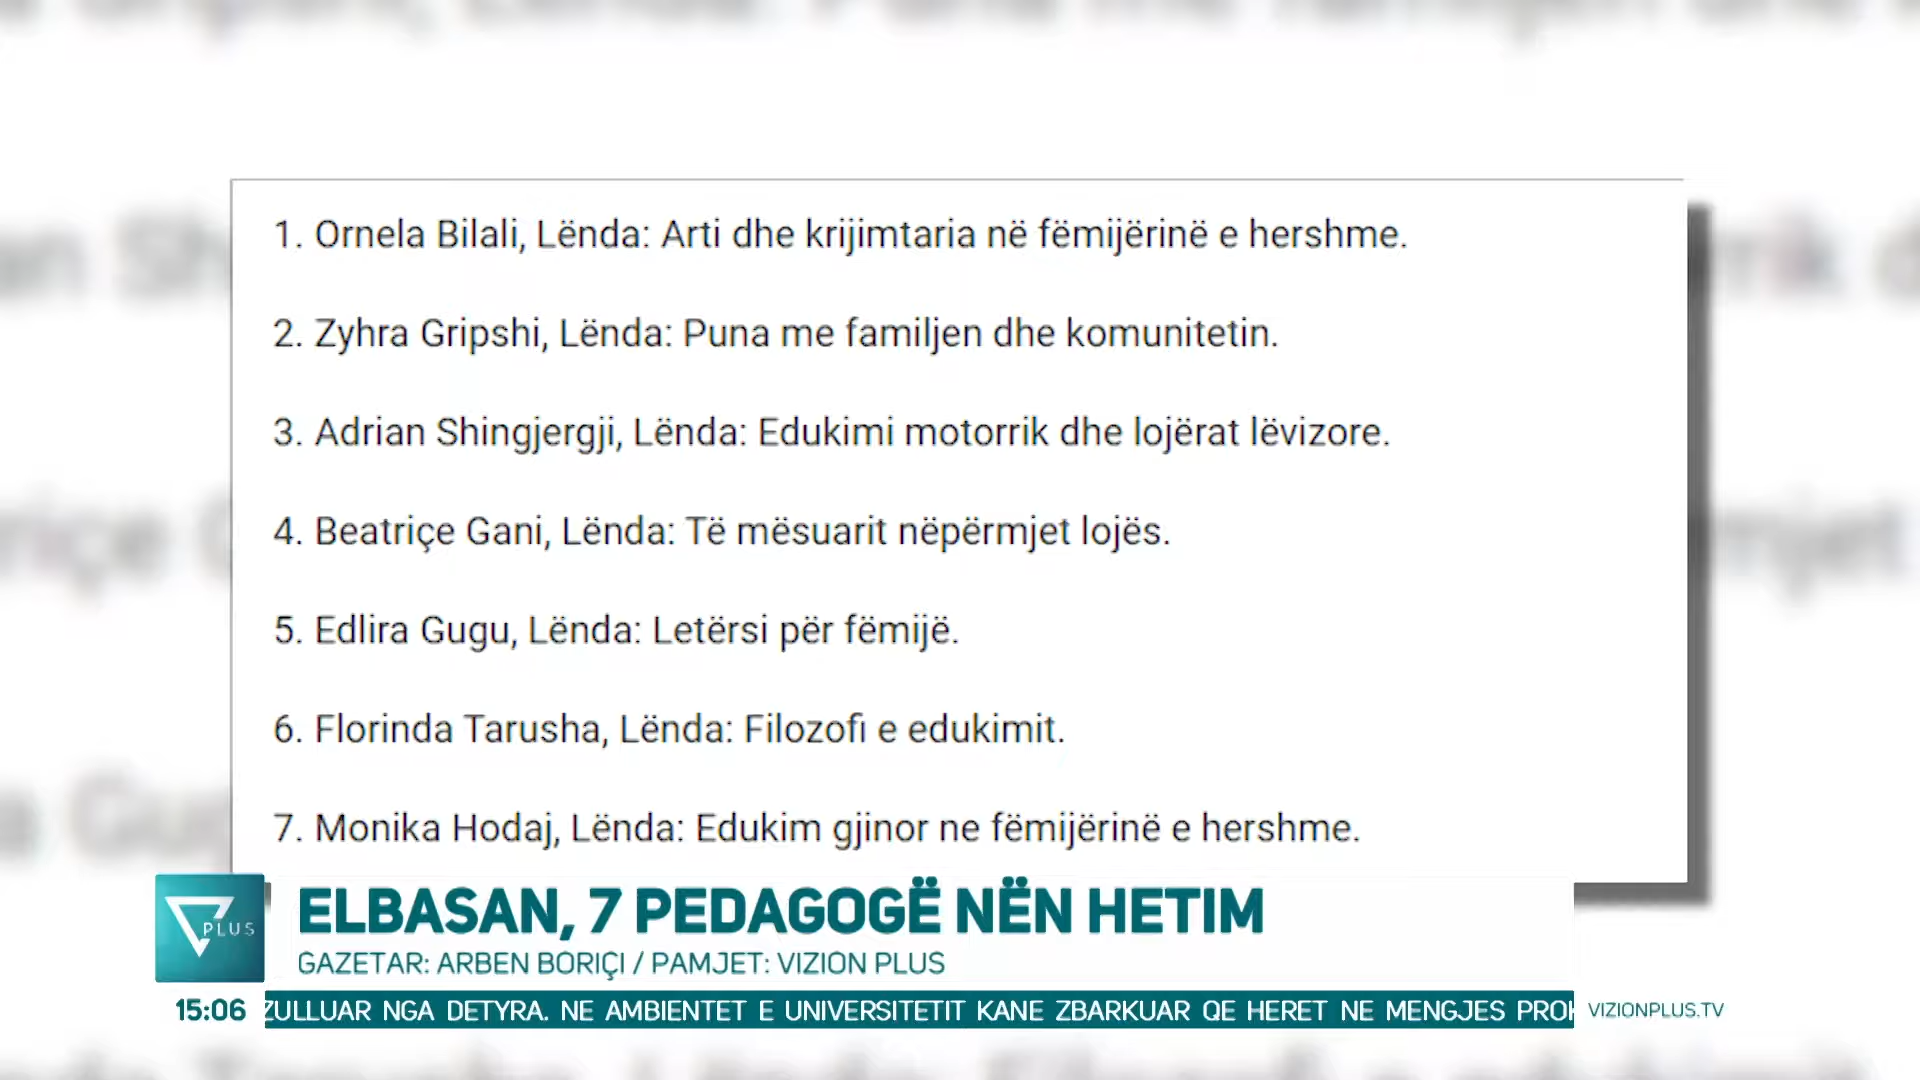 1. Ornela Bilali, Lënda: Arti dhe krijimtaria në fëmijërinë e hershme.
2. Zyhra Gripshi, Lënda: Puna me familjen dhe komunitetin.
3. Adrian Shingjergji, Lënda: Edukimi motorrik dhe lojërat lëvizore.
4. Beatriçe Gani, Lënda: Të mësuarit nëpërmjet lojës.
5. Edlira Gugu, Lënda: Letërsi për fëmijë.
6. Florinda Tarusha, Lënda: Filozofi e edukimit.
7. Monika Hodaj, Lënda: Edukim gjinor ne fëmijërinë e hershme.
PLUS
ELBASAN, 7 PEDAGOGË NËN HETIM
GAZETAR: ARBEN BORIÇI / PAMJET: VIZION PLUS
15:06 ZULLUAR NGA DETYRA. NE AMBIENTET E UNIVERSITETIT KANE ZBARKUAR QE HERET NE MENGJES PRO VIZIONPLUS.TV